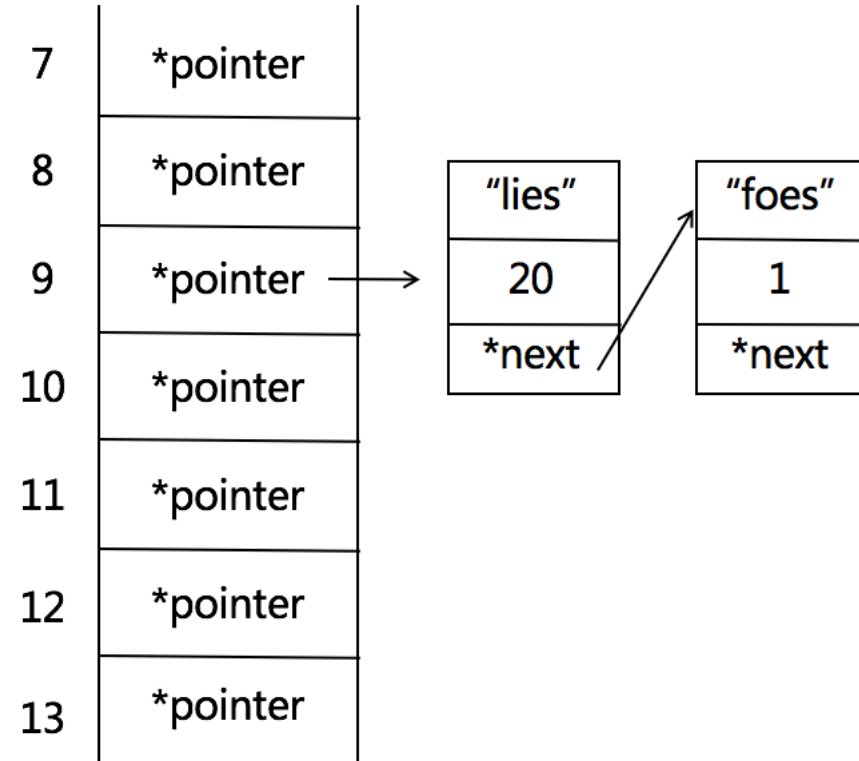 7 *pointer
8 *pointer
9 *pointer
10 *pointer
11 *pointer
12 *pointer
13 *pointer
“lies”
20
*next
“foes”
1
*next